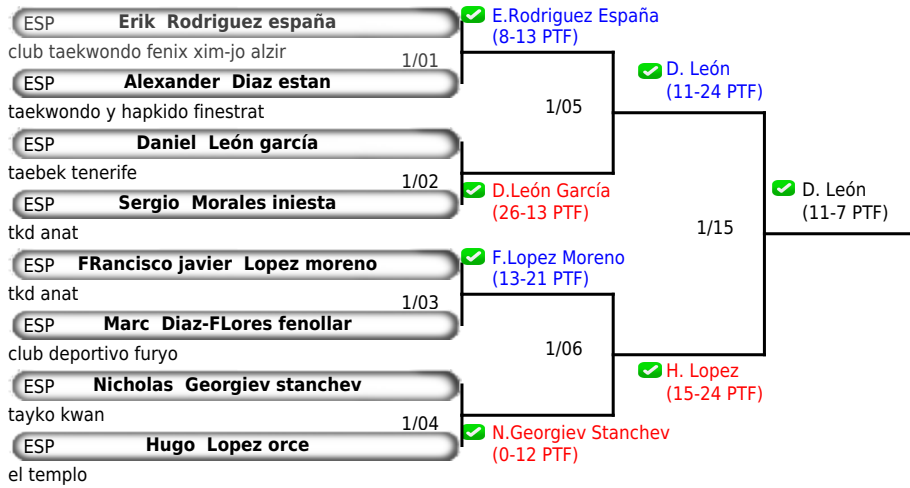 ESP Erik Rodriguez españa
club taekwondo fenix xim-jo alzir
1/01
ESP Alexander Diaz estan
taekwondo y hapkido finestrat
ESP Daniel León garcía
taebek tenerife
1/02
ESP Sergio Morales iniesta
tkd anat
ESP FRancisco javier Lopez moreno
tkd anat
1/03
ESP Marc Diaz-FLores fenollar
club deportivo furyo
ESP Nicholas Georgiev stanchev
tayko kwan
1/04
ESP Hugo Lopez orce
el templo
E.Rodriguez España
(8-13 PTF)
1/05
D.León García
(26-13 PTF)
F.Lopez Moreno
(13-21 PTF)
1/06
N.Georgiev Stanchev
(0-12 PTF)
D. León
(11-24 PTF)
1/15
H. Lopez
(15-24 PTF)
D. León
(11-7 PTF)